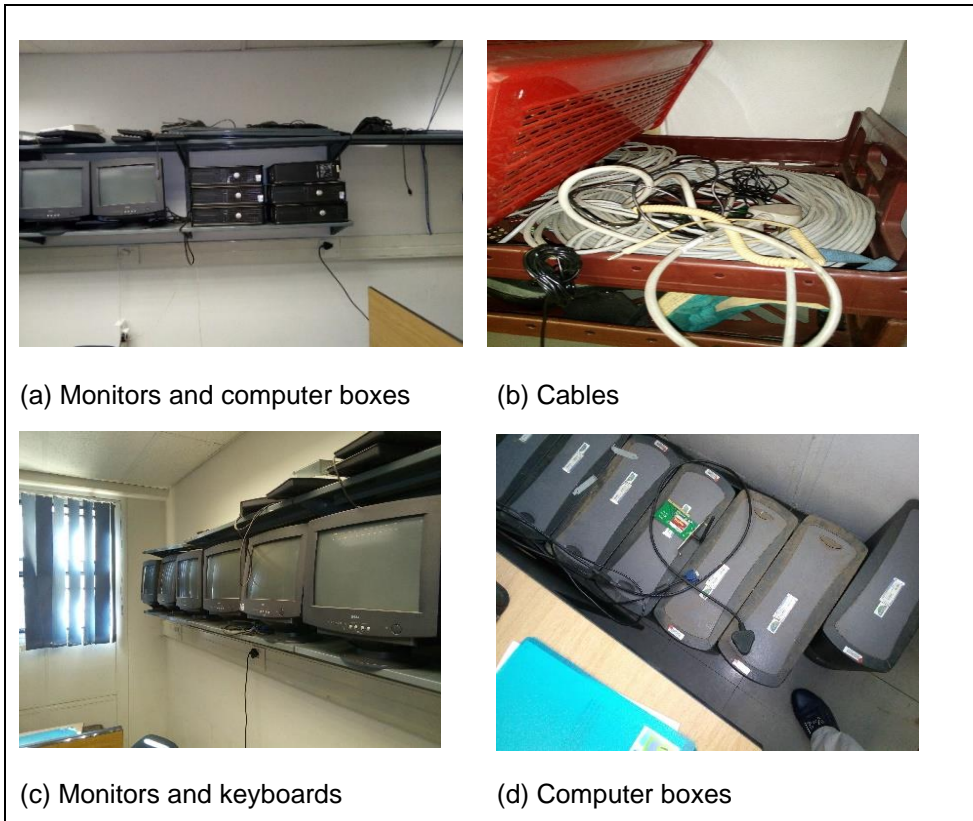 (a) Monitors and computer boxes
(b) Cables
(c) Monitors and keyboards
(d) Computer boxes